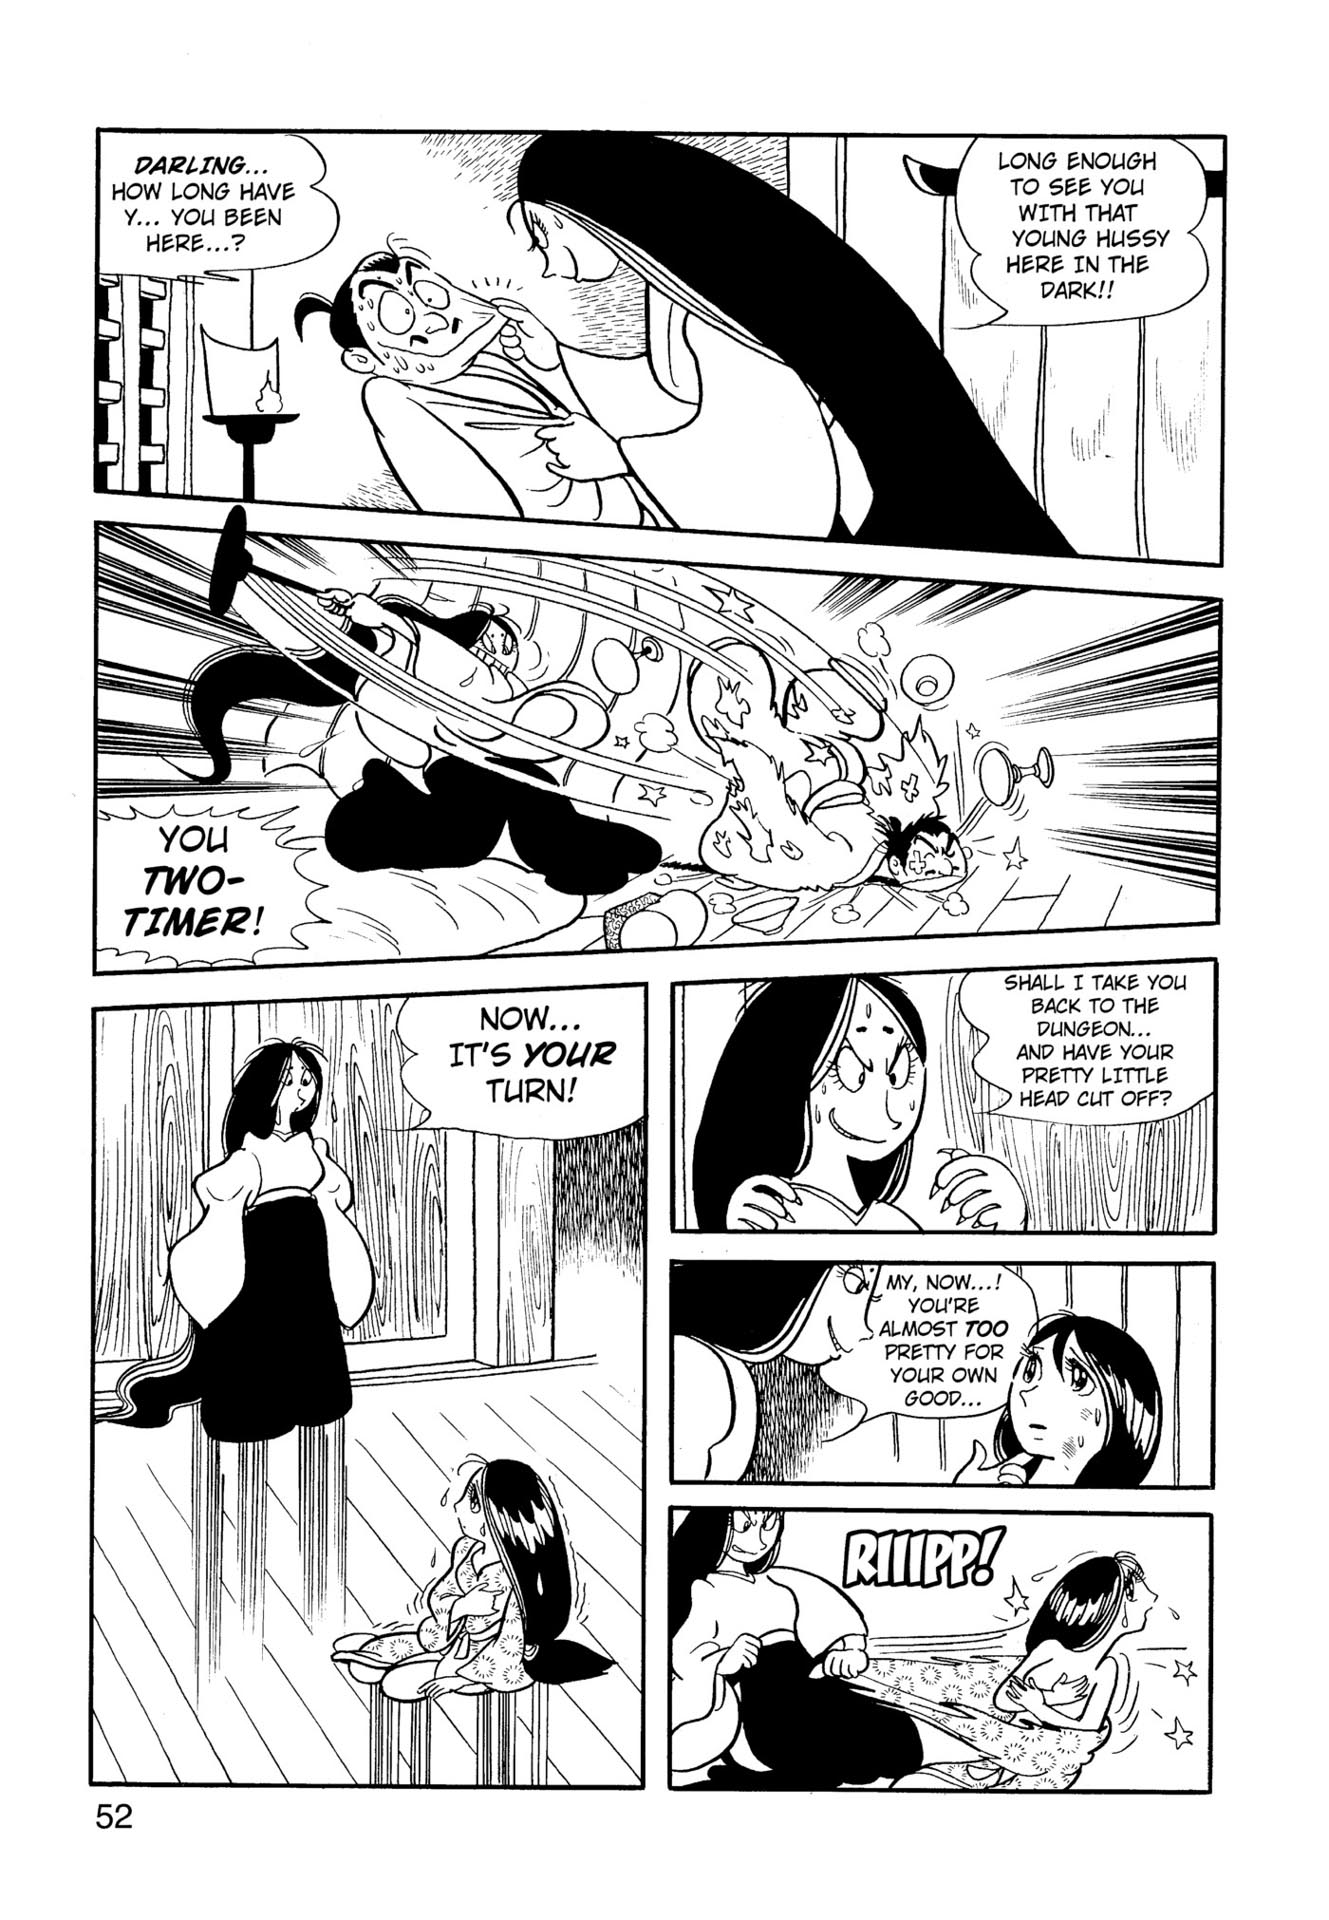 DARLING...
HOW LONG HAVE
Y... YOU BEEN
HERE...?
LONG ENOUGH
TO SEE YOU
WITH THAT
YOUNG HUSSY
HERE IN THE
DARK!!
YOU
TWO-
TIMER!
NOW...
IT'S YOUR
TURN!
SHALL I TAKE YOU
BACK TO THE
DUNGEON...
AND HAVE YOUR
PRETTY LITTLE
HEAD CUT OFF?
MY, NOW...!
YOU'RE
ALMOST TOO
PRETTY FOR
YOUR OWN
GOOD...
RIIIPP!
52